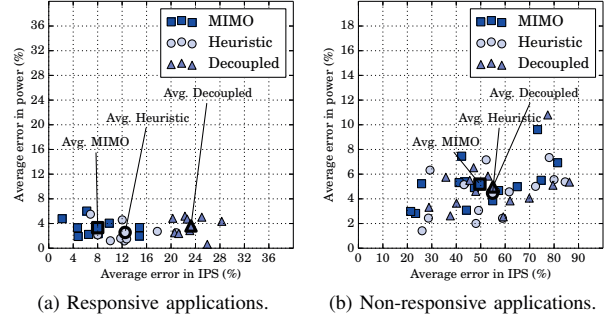 MIMO
Heuristic
Decoupled
Avg. Decoupled
Avg. Heuristic
Avg. MIMO
36
32
28
24
20
16
12
8
4
0
0 4 8 12 16 20 24 28 32 36
Average error in power (%)
Average error in IPS (%)
(a) Responsive applications.
MIMO
Heuristic
Decoupled
Avg. Decoupled
Avg. Heuristic
Avg. MIMO
18
16
14
12
10
8
6
4
2
0
0 10 20 30 40 50 60 70 80 90
Average error in power (%)
Average error in IPS (%)
(b) Non-responsive applications.